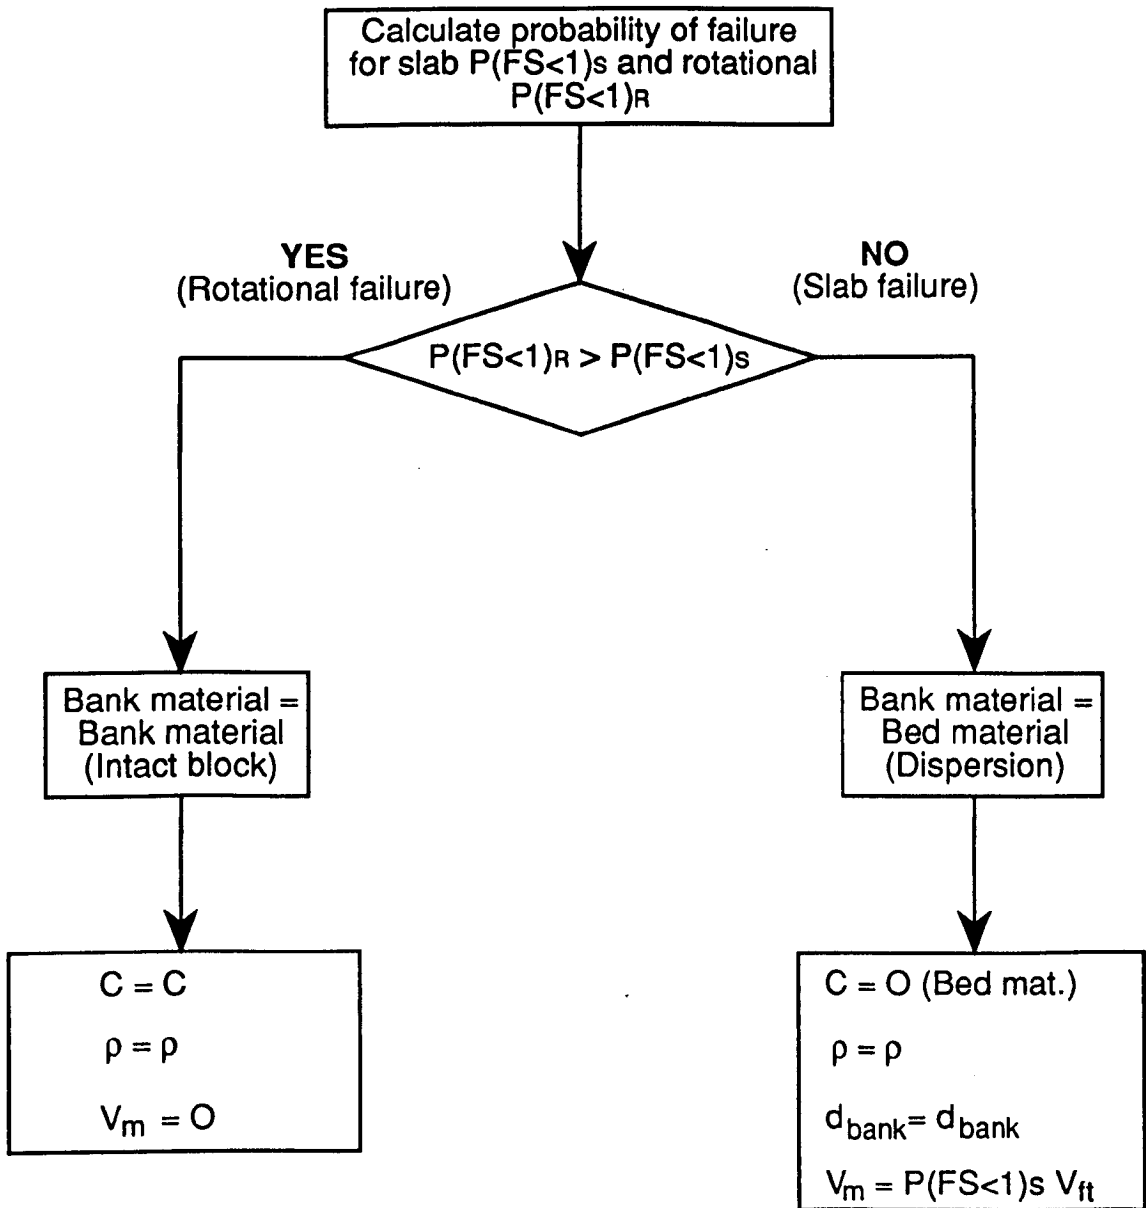 Calculate probability of failure
for slab P(FS<1)s and rotational
P(FS<1)R
YES
(Rotational failure)
NO
(Slab failure)
P(FS<1)R > P(FS<1)s
Bank material =
Bank material
(Intact block)
Bank material =
Bed material
(Dispersion)
C = C
ρ = ρ
Vm = O
C = O (Bed mat.)
ρ = ρ
dbank= dbank
Vm = P(FS<1)s Vft